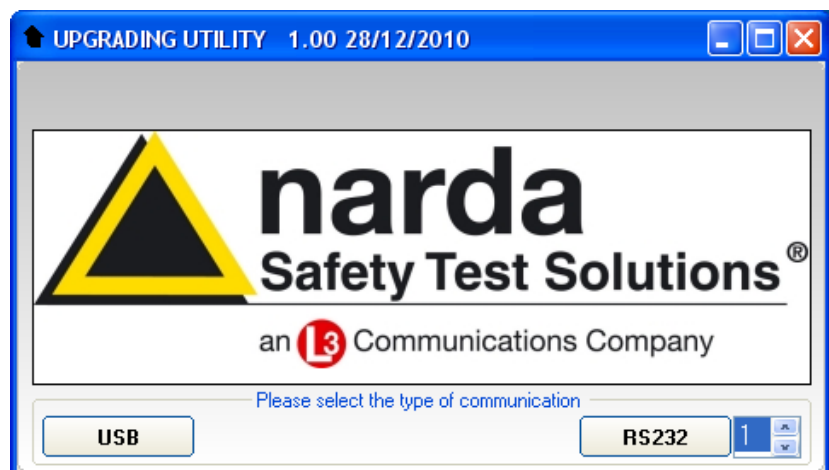 UPGRADING UTILITY 1.00 28/12/2010
narda
Safety Test Solutions®
an L3 Communications Company
Please select the type of communication
USB
RS232 1